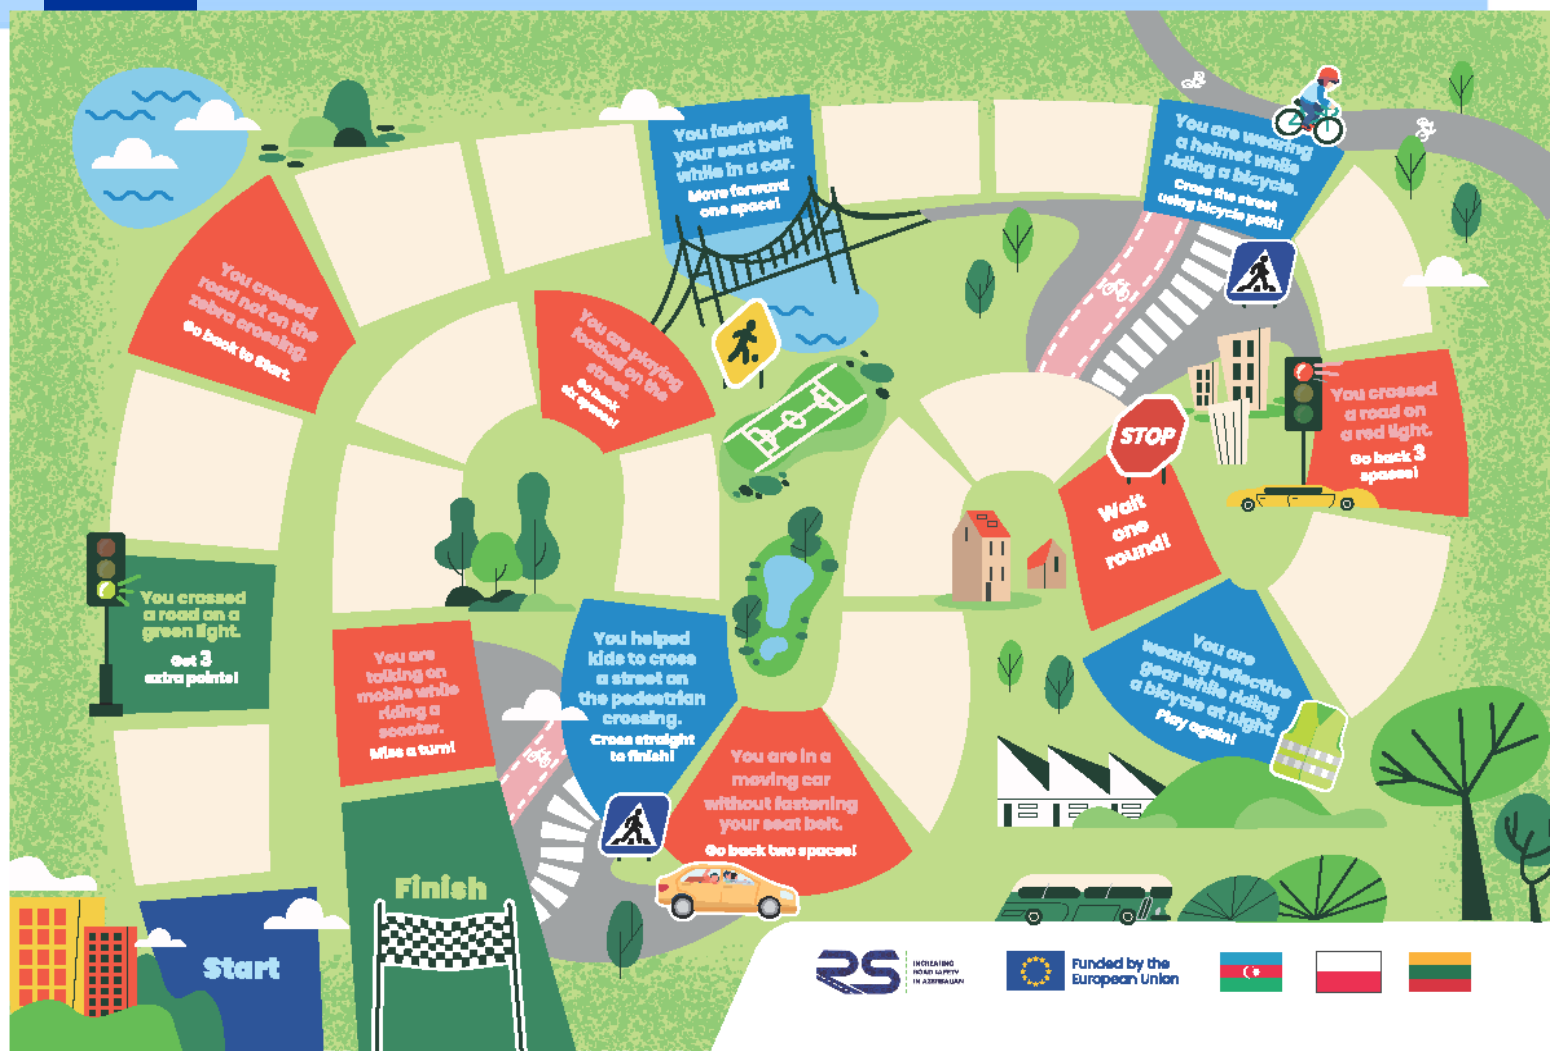 You fastened
your seat belt
while in a car.
Move forward
one space!
You are wearing
a helmet while
riding a bicycle.
Cross the street
using bicycle path!
You crossed
road not on the
zebra crossing.
Go back to Start.
You are playing
football on the
street.
Go back
six spaces!
You crossed
a road on
a red light.
Go back 3
spaces!
STOP
Wait
one
round!
You crossed
a road on a
green light.
Get 3
extra points!
You are
talking on
mobile while
riding a
scooter.
Miss a turn!
You helped
kids to cross
a street on
the pedestrian
crossing.
Cross straight
to finish!
You are
wearing reflective
gear while riding
a bicycle at night.
Play again!
You are in a
moving car
without fastening
your seat belt.
Go back two spaces!
Finish
Start
RS
INCREASING
ROAD SAFETY
IN AZERBAIJAN
Funded by the
European Union